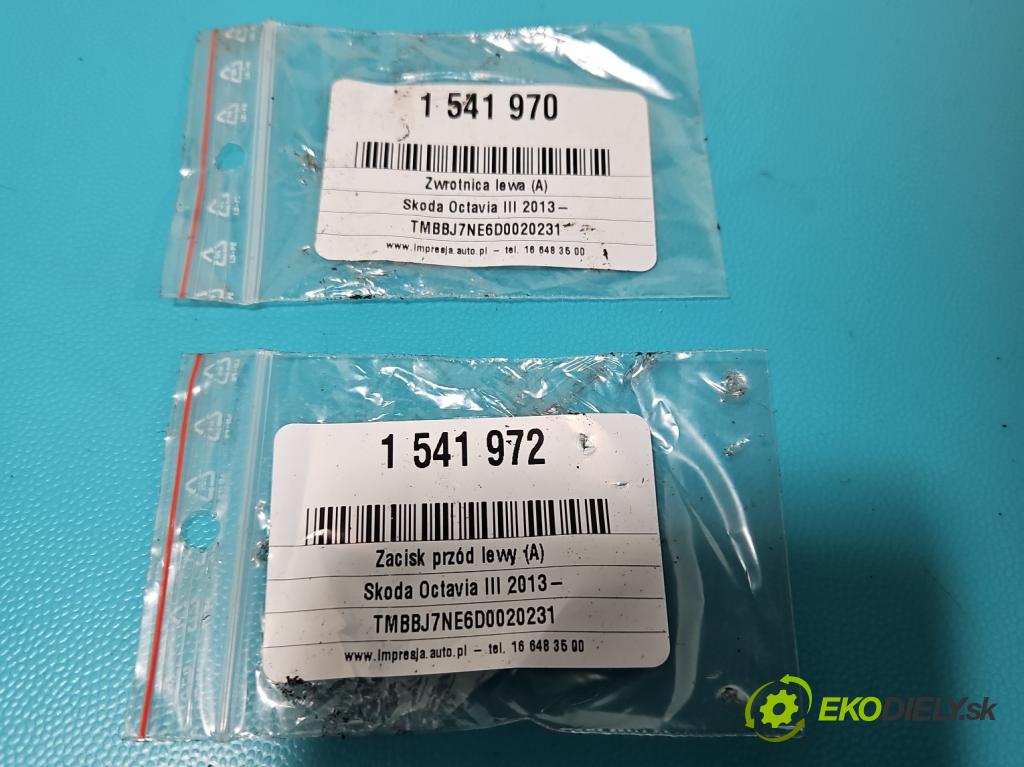 1 541 970
Zwrotnica lewa (A)
Skoda Octavia III 2013–
TMBBJ7NE6D0020231
www.impresja.auto.pl – tel. 16 648 35 00
1 541 972
Zacisk przód lewy (A)
Skoda Octavia III 2013–
TMBBJ7NE6D0020231
www.impresja.auto.pl – tel. 16 648 35 00
EKODIELY.sk